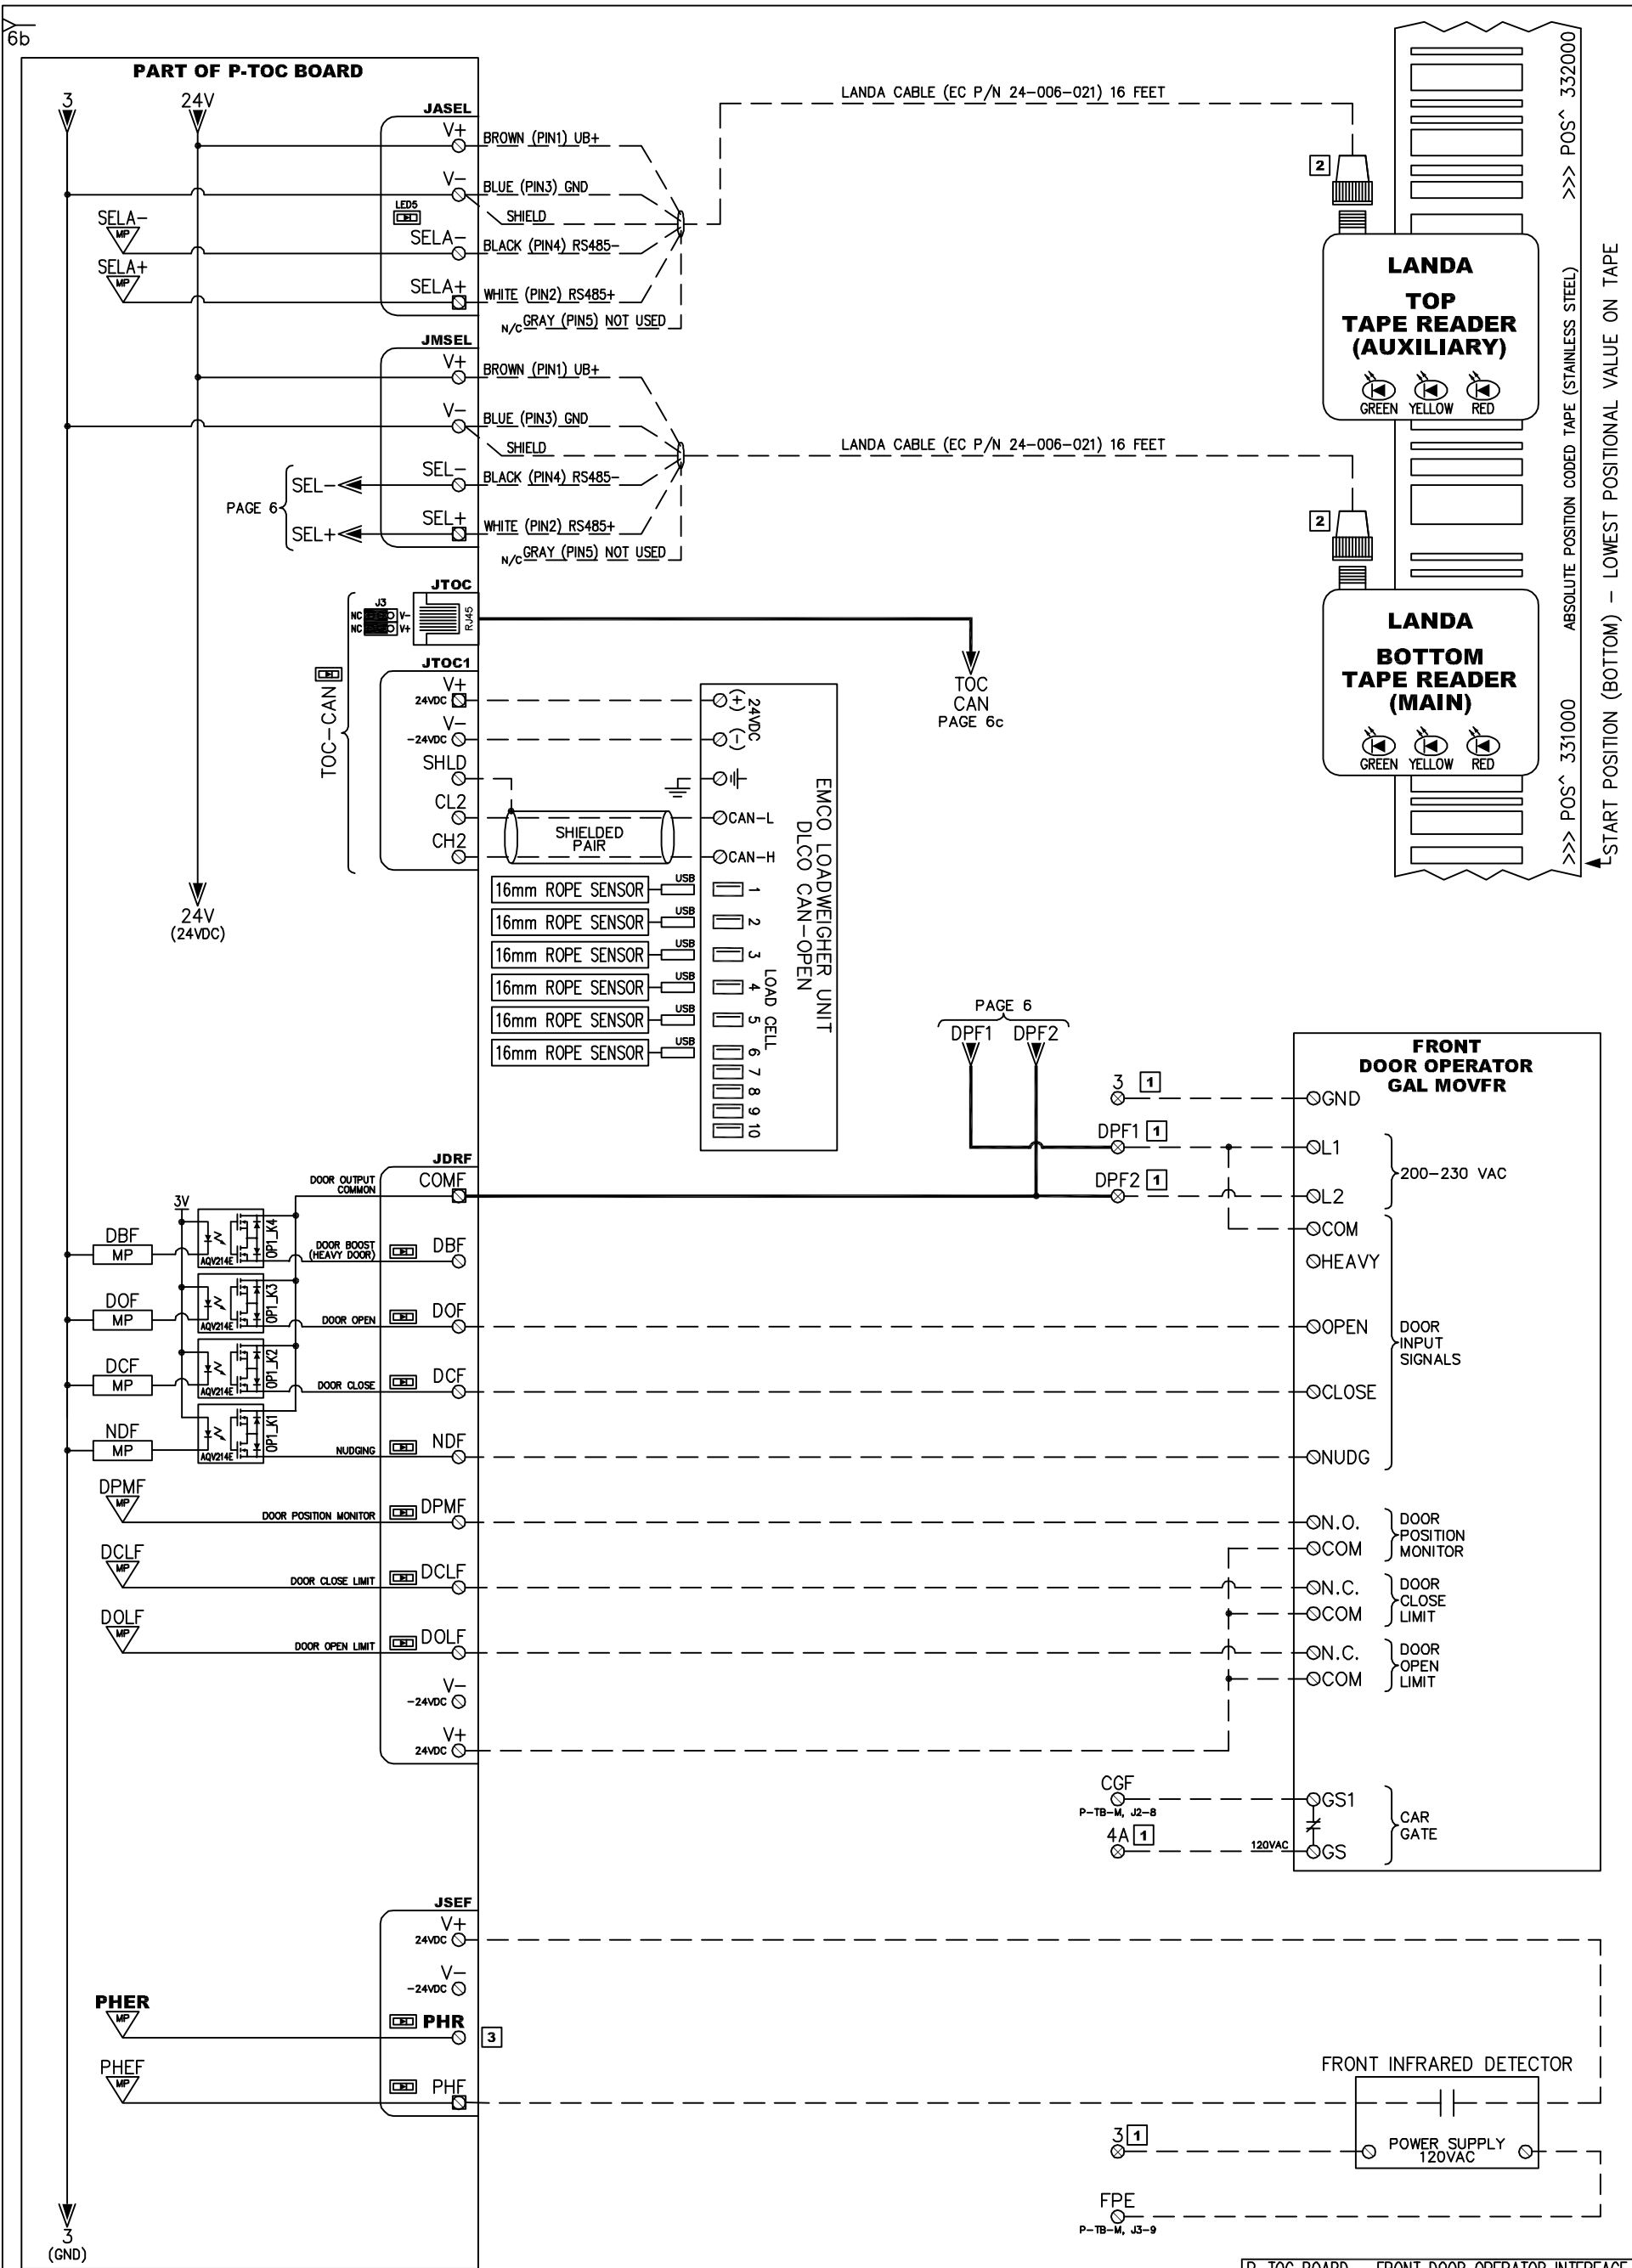 6b
PART OF P-TOC BOARD
3
24V
JASEL
V+
BROWN (PIN1) UB+
V-
BLUE (PIN3) GND
LED5
SHIELD
SELA-
MP
SELA-
BLACK (PIN4) RS485-
SELA+
MP
SELA+
WHITE (PIN2) RS485+
N/C GRAY (PIN5) NOT USED
LANDA CABLE (EC P/N 24-006-021) 16 FEET
JMSEL
V+
BROWN (PIN1) UB+
V-
BLUE (PIN3) GND
SHIELD
PAGE 6
SEL-
SEL-
BLACK (PIN4) RS485-
SEL+
SEL+
WHITE (PIN2) RS485+
N/C GRAY (PIN5) NOT USED
LANDA CABLE (EC P/N 24-006-021) 16 FEET
2
LANDA
TOP
TAPE READER
(AUXILIARY)
GREEN YELLOW RED
2
LANDA
BOTTOM
TAPE READER
(MAIN)
GREEN YELLOW RED
>>> POS^ 331000
ABSOLUTE POSITION CODED TAPE (STAINLESS STEEL)
>>> POS^ 332000
START POSITION (BOTTOM) - LOWEST POSITIONAL VALUE ON TAPE
JTOC
J3
NC V-
NC V+
RJ45
TOC-CAN
TOC
CAN
PAGE 6c
JTOC1
V+
24VDC
V-
-24VDC
SHLD
CL2
CH2
SHIELDED
PAIR
(+)
(-)
24VDC
CAN-L
CAN-H
EMCO LOADWEIGHER UNIT
DLCO CAN-OPEN
LOAD CELL
16mm ROPE SENSOR USB 1
16mm ROPE SENSOR USB 2
16mm ROPE SENSOR USB 3
16mm ROPE SENSOR USB 4
16mm ROPE SENSOR USB 5
16mm ROPE SENSOR USB 6
7
8
9
10
24V
(24VDC)
PAGE 6
DPF1 DPF2
3 1
DPF1 1
DPF2 1
FRONT
DOOR OPERATOR
GAL MOVFR
GND
L1
L2
200-230 VAC
COM
HEAVY
OPEN
CLOSE
NUDG
DOOR
INPUT
SIGNALS
N.O.
COM
DOOR
POSITION
MONITOR
N.C.
COM
DOOR
CLOSE
LIMIT
N.C.
COM
DOOR
OPEN
LIMIT
GS1
GS
CAR
GATE
JDRF
DOOR OUTPUT
COMMON
COMF
3V
DBF
MP
AQV214E
OP1_K4
DOOR BOOST
(HEAVY DOOR)
DBF
DOF
MP
AQV214E
OP1_K3
DOOR OPEN
DOF
DCF
MP
AQV214E
OP1_K2
DOOR CLOSE
DCF
NDF
MP
AQV214E
OP1_K1
NUDGING
NDF
DPMF
MP
DOOR POSITION MONITOR
DPMF
DCLF
MP
DOOR CLOSE LIMIT
DCLF
DOLF
MP
DOOR OPEN LIMIT
DOLF
V-
-24VDC
V+
24VDC
CGF
P-TB-M, J2-8
4A 1
120VAC
JSEF
V+
24VDC
V-
-24VDC
PHER
MP
PHR
3
PHEF
MP
PHF
FRONT INFRARED DETECTOR
POWER SUPPLY
120VAC
3 1
FPE
P-TB-M, J3-9
3
(GND)
P-TOC BOARD - FRONT DOOR OPERATOR INTERFACE